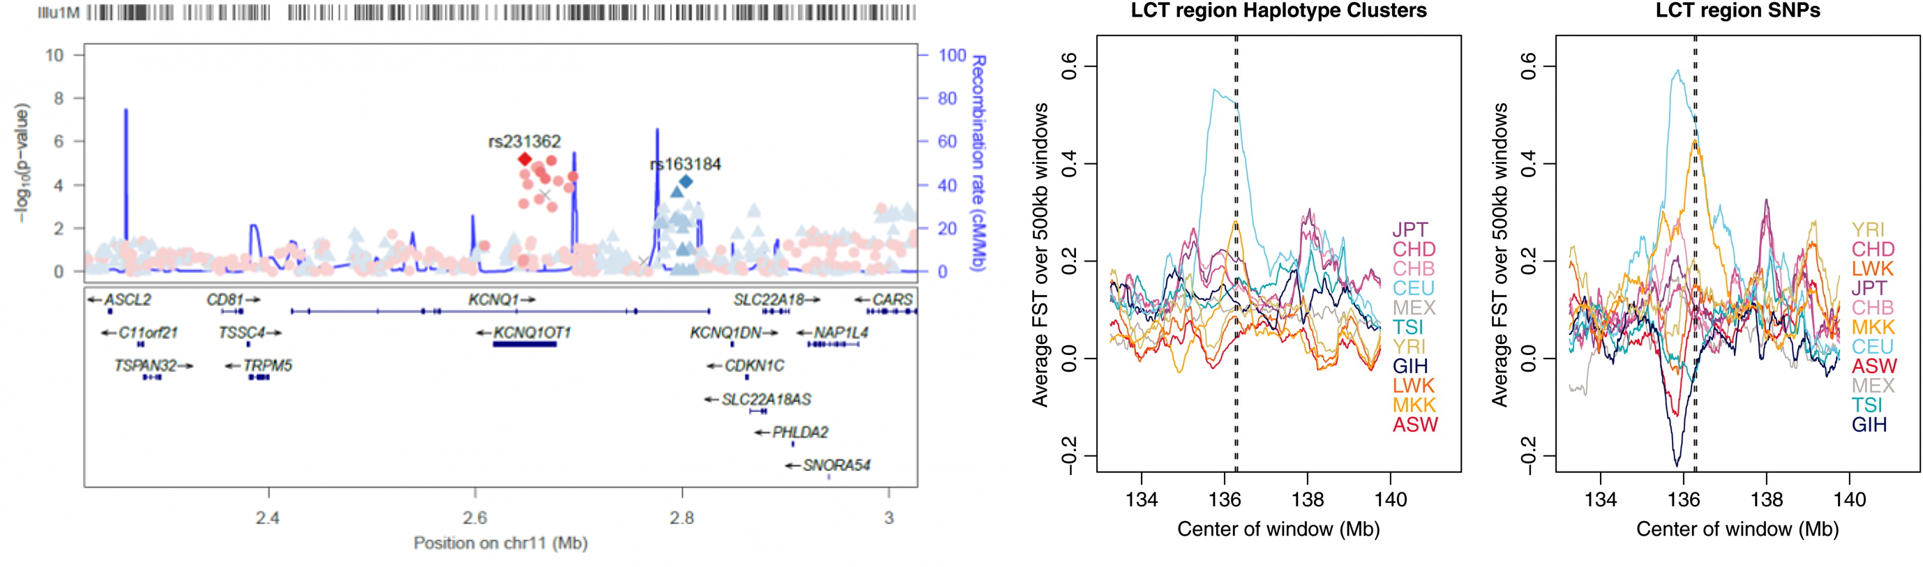 Illu1M
10
8
6
4
2
0
−log10(p−value)
100
80
60
40
20
0
Recombination rate (cM/Mb)
rs231362
rs163184
←ASCL2
CD81→
KCNQ1→
SLC22A18→
←CARS
←C11orf21
TSSC4→
←KCNQ1OT1
KCNQ1DN→
←NAP1L4
TSPAN32→
←TRPM5
←CDKN1C
←SLC22A18AS
←PHLDA2
←SNORA54
2.4
2.6
2.8
3
Position on chr11 (Mb)
LCT region Haplotype Clusters
Average FST over 500kb windows
0.6
0.4
0.2
0.0
−0.2
JPT
CHD
CHB
CEU
MEX
TSI
YRI
GIH
LWK
MKK
ASW
134
136
138
140
Center of window (Mb)
LCT region SNPs
Average FST over 500kb windows
0.6
0.4
0.2
0.0
−0.2
YRI
CHD
LWK
JPT
CHB
MKK
CEU
ASW
MEX
TSI
GIH
134
136
138
140
Center of window (Mb)